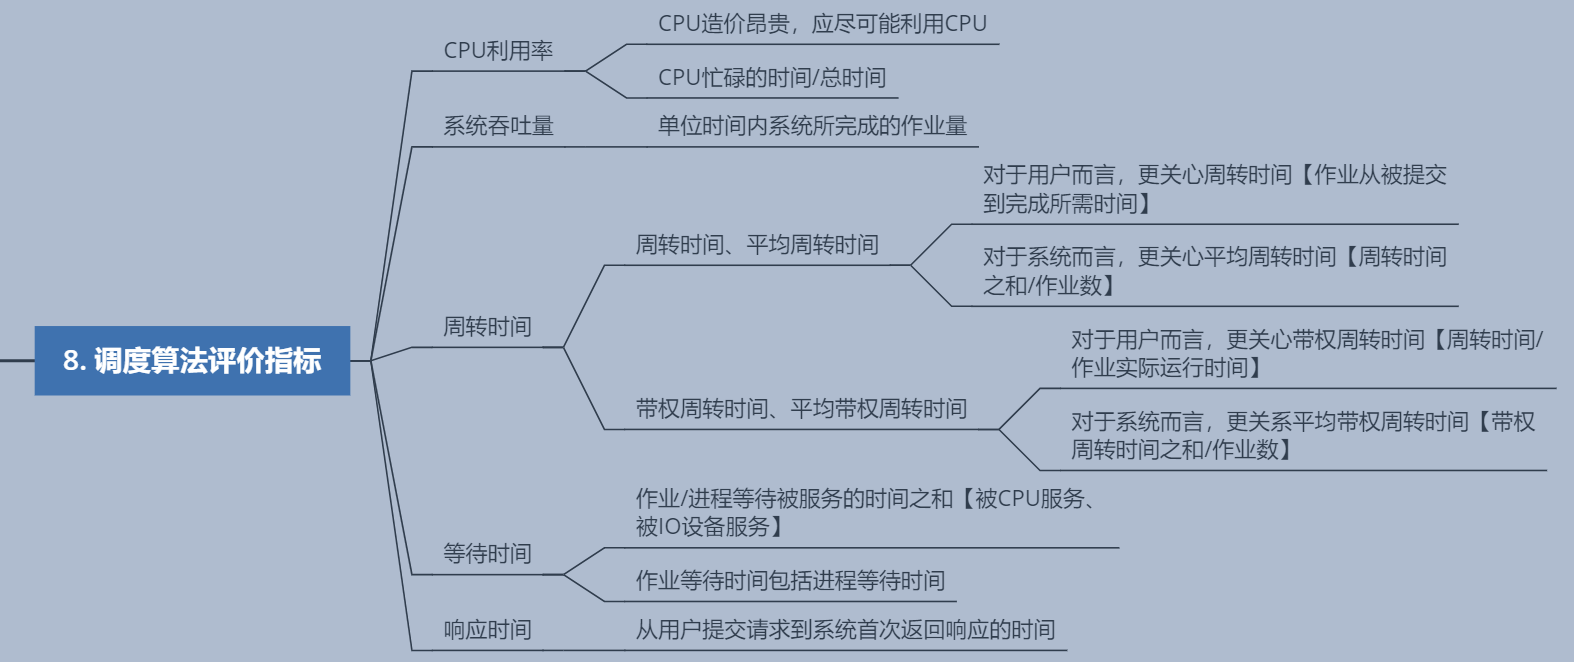 8. 调度算法评价指标
CPU利用率
CPU造价昂贵，应尽可能利用CPU
CPU忙碌的时间/总时间
系统吞吐量
单位时间内系统所完成的作业量
周转时间
周转时间、平均周转时间
对于用户而言，更关心周转时间【作业从被提交
到完成所需时间】
对于系统而言，更关心平均周转时间【周转时间
之和/作业数】
带权周转时间、平均带权周转时间
对于用户而言，更关心带权周转时间【周转时间/
作业实际运行时间】
对于系统而言，更关系平均带权周转时间【带权
周转时间之和/作业数】
等待时间
作业/进程等待被服务的时间之和【被CPU服务、
被IO设备服务】
作业等待时间包括进程等待时间
响应时间
从用户提交请求到系统首次返回响应的时间